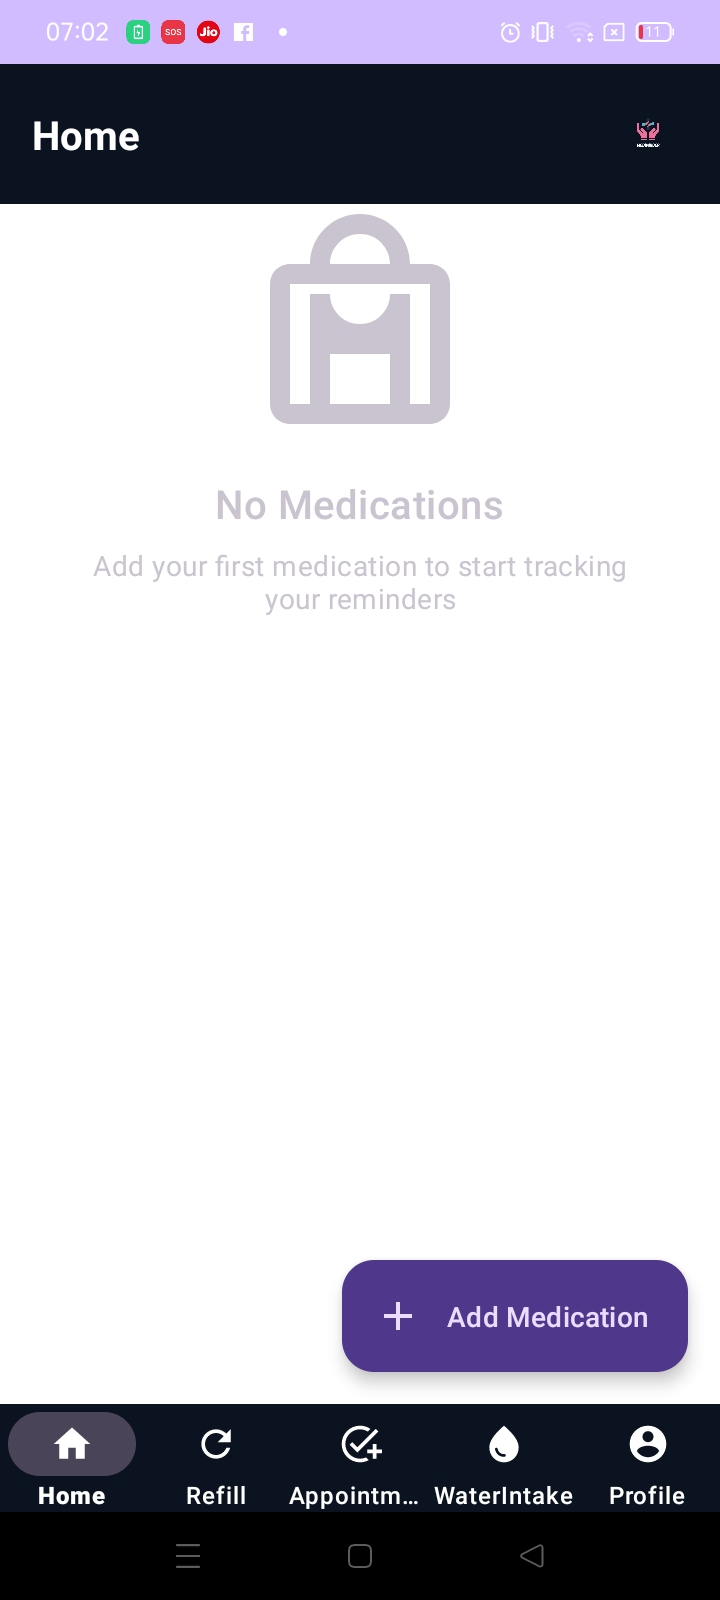 07:02
SOS
Jio
11
Home
No Medications
Add your first medication to start tracking
your reminders
Add Medication
Home
Refill
Appointm...
WaterIntake
Profile